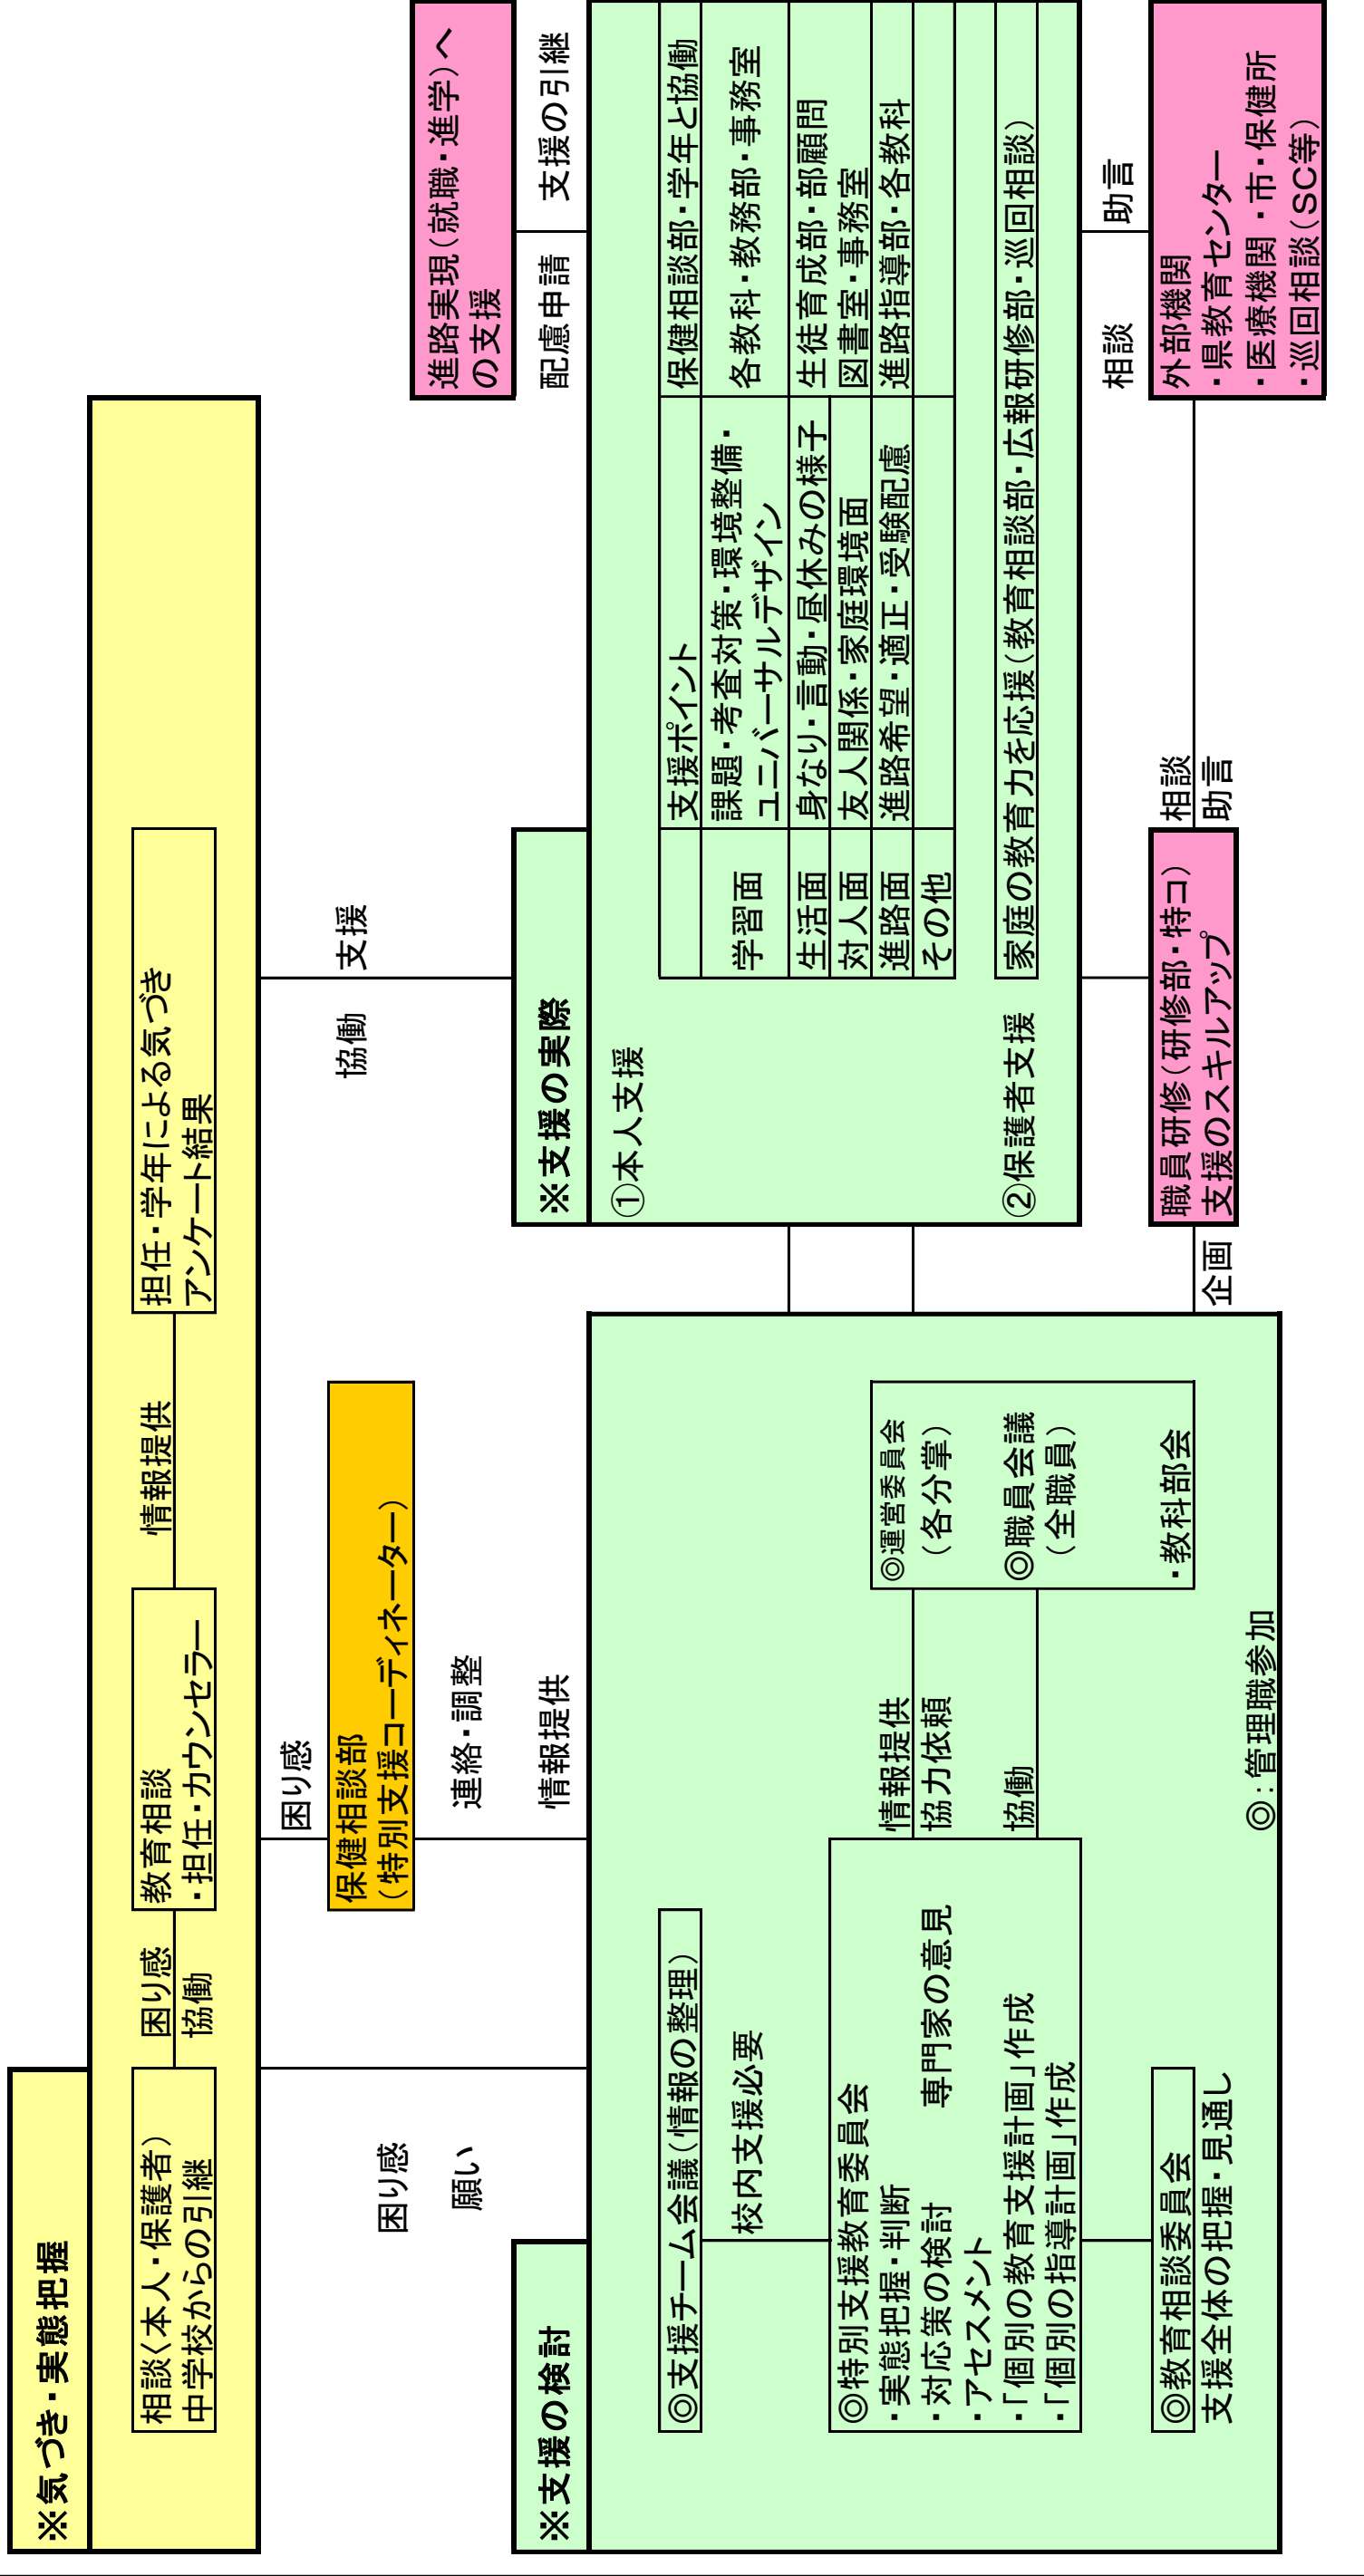 ※気づき・実態把握
相談〈本人・保護者）
中学校からの引継
困り感
協働
教育相談
・担任・カウンセラー
情報提供
担任・学年による気づき
アンケート結果
困り感
願い
困り感
保健相談部
（特別支援コーディネーター）
連絡・調整
情報提供
協働
支援
進路実現（就職・進学）へ
の支援
配慮申請
支援の引継
※支援の検討
◎支援チーム会議（情報の整理）
校内支援必要
◎特別支援教育委員会
・実態把握・判断
・対応策の検討
専門家の意見
・アセスメント
・「個別の教育支援計画」作成
・「個別の指導計画」作成
◎教育相談委員会
支援全体の把握・見通し
情報提供
協力依頼
協働
◎運営委員会
（各分掌）
◎職員会議
（全職員）
・教科部会
◎：管理職参加
※支援の実際
①本人支援
支援ポイント
保健相談部・学年と協働
学習面
課題・考査対策・環境整備・
ユニバーサルデザイン
各教科・教務部・事務室
生活面
身なり・言動・昼休みの様子
生徒育成部・部顧問
対人面
友人関係・家庭環境面
図書室・事務室
進路面
進路希望・適正・受験配慮
進路指導部・各教科
その他
②保護者支援
家庭の教育力を応援（教育相談部・広報研修部・巡回相談）
企画
職員研修（研修部・特コ）
支援のスキルアップ
相談
助言
相談
助言
外部機関
・県教育センター
・医療機関 ・市・保健所
・巡回相談（SC等）